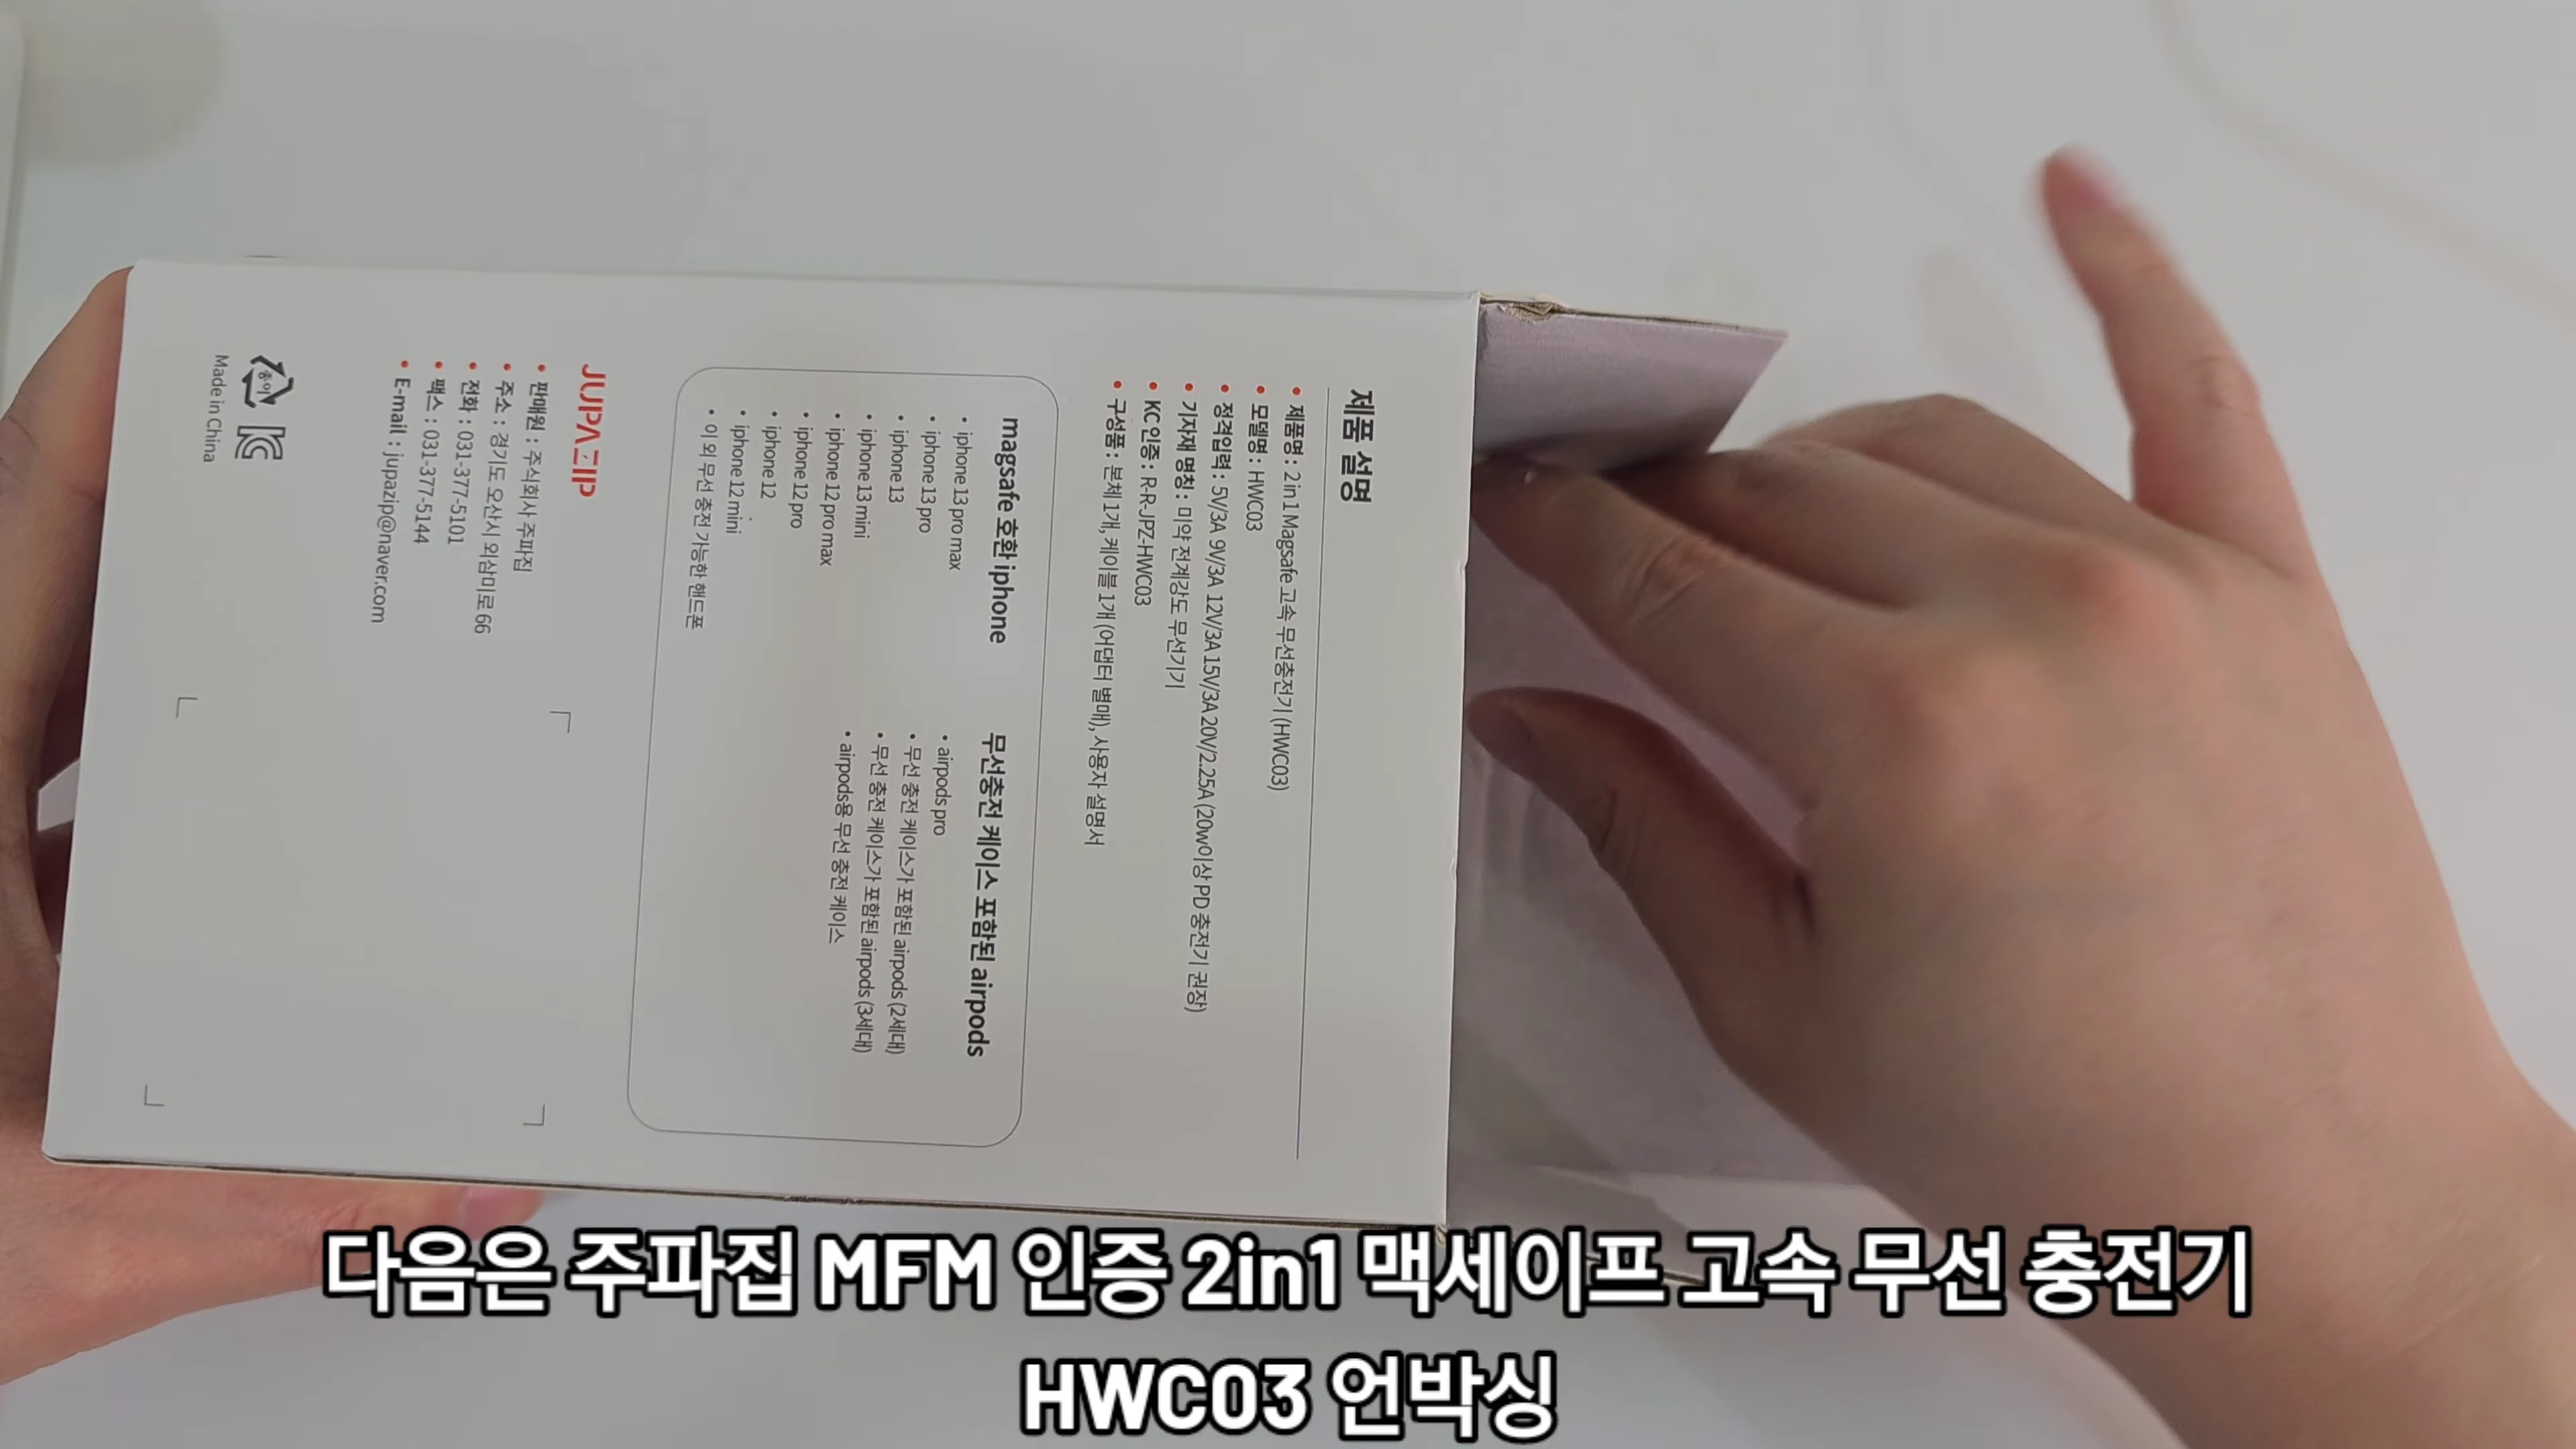 제품 설명
• 제품명 : 2 in 1 Magsafe 고속 무선충전기 (HWC03)
• 모델명 : HWC03
• 정격입력 : 5V/3A 9V/3A 12V/3A 15V/3A 20V/2.25A (20w이상 PD 충전기 권장)
• 기자재 명칭 : 미약 전계강도 무선기기
• KC 인증 : R-R-JPZ-HWC03
• 구성품 : 본체 1개, 케이블 1개 (어댑터 별매), 사용자 설명서
magsafe 호환 iphone
• iphone 13 pro max
• iphone 13 pro
• iphone 13
• iphone 13 mini
• iphone 12 pro max
• iphone 12 pro
• iphone 12
• iphone 12 mini
• 이 외 무선 충전 가능한 핸드폰
무선충전 케이스 포함된 airpods
• airpods pro
• 무선 충전 케이스가 포함된 airpods (2세대)
• 무선 충전 케이스가 포함된 airpods (3세대)
• airpods용 무선 충전 케이스
JUPAZIP
• 판매원 : 주식회사 주파집
• 주소 : 경기도 오산시 외삼미로 66
• 전화 : 031-377-5101
• 팩스 : 031-377-5144
• E-mail : jupazip@naver.com
종이
Made in China
다음은 주파집 MFM 인증 2in1 맥세이프 고속 무선 충전기
HWC03 언박싱